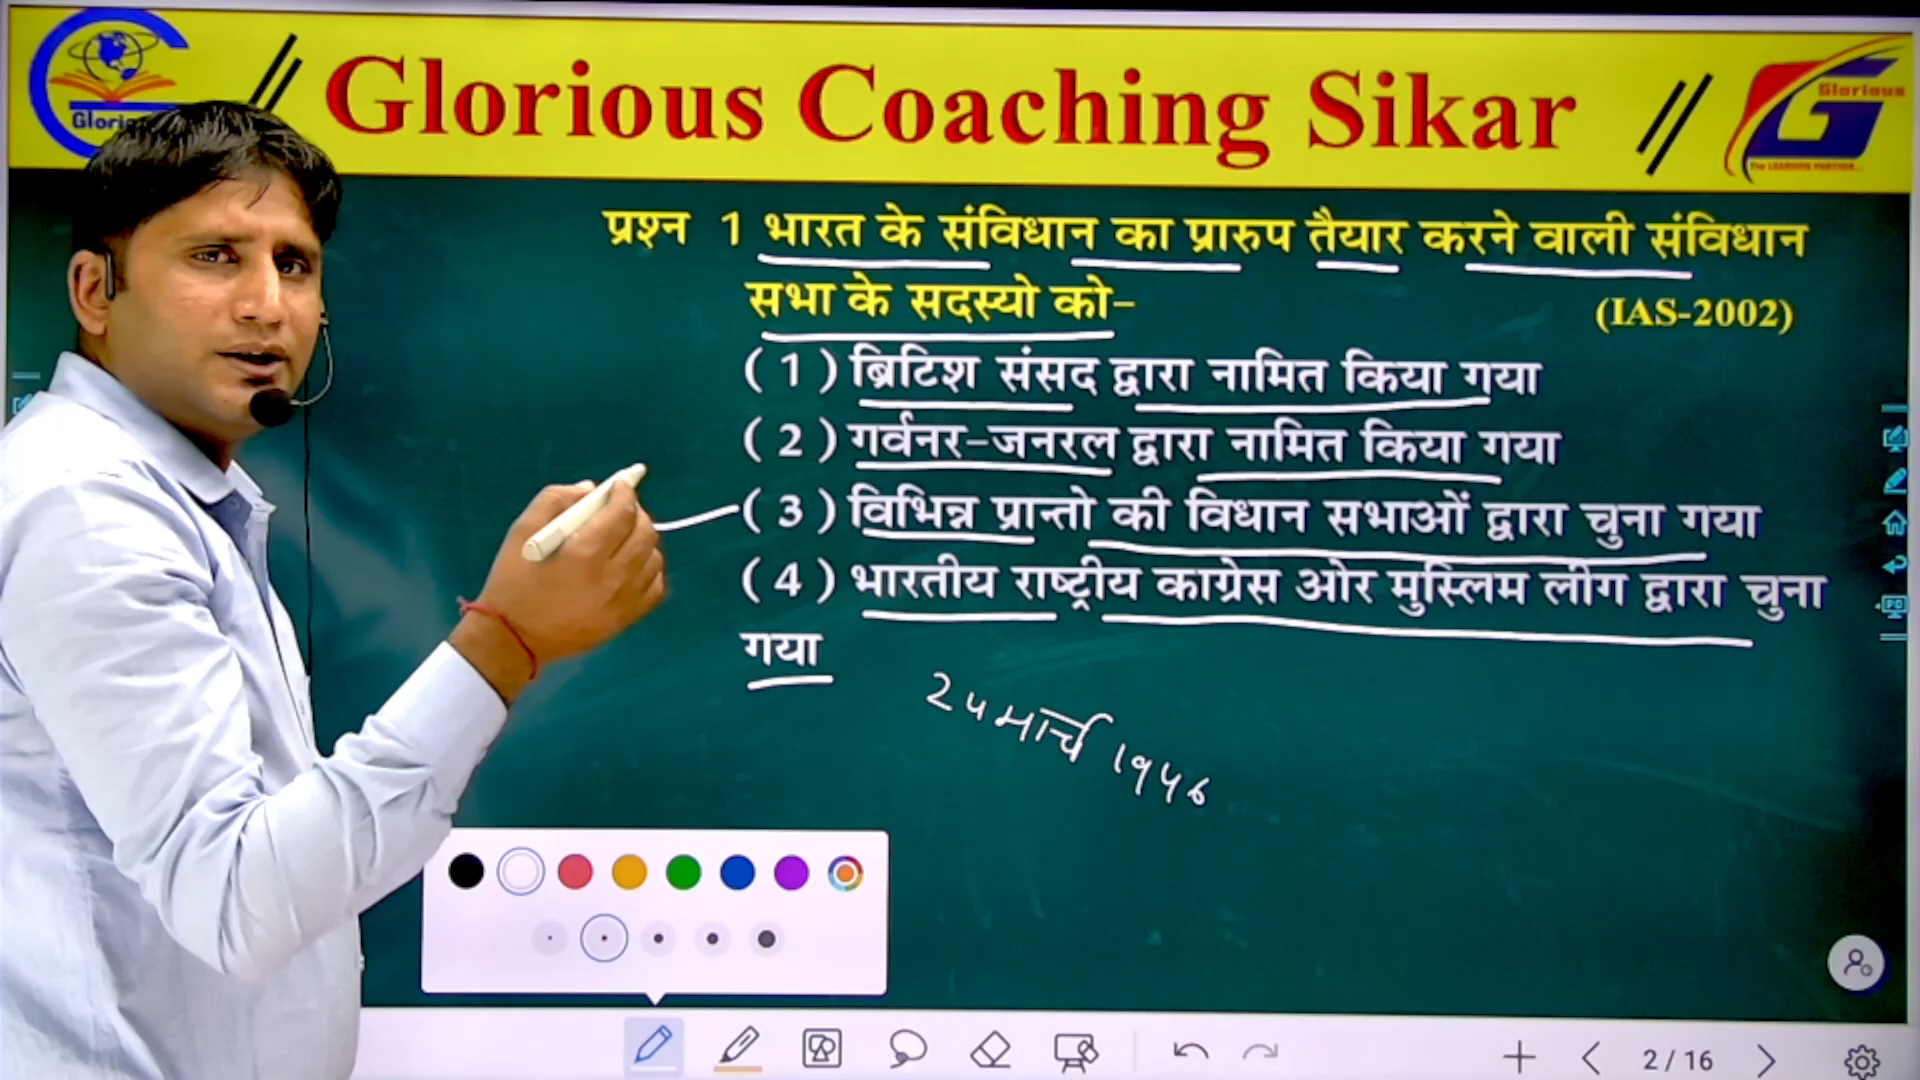 Glorious Coaching Sikar
Glorious
प्रश्न 1 भारत के संविधान का प्रारुप तैयार करने वाली संविधान
सभा के सदस्यो को-
(IAS-2002)
(1) ब्रिटिश संसद द्वारा नामित किया गया
(2) गर्वनर-जनरल द्वारा नामित किया गया
(3) विभिन्न प्रान्तो की विधान सभाओं द्वारा चुना गया
(4) भारतीय राष्ट्रीय काग्रेस ओर मुस्लिम लीग द्वारा चुना
गया
24 मार्च 1946
2 / 16